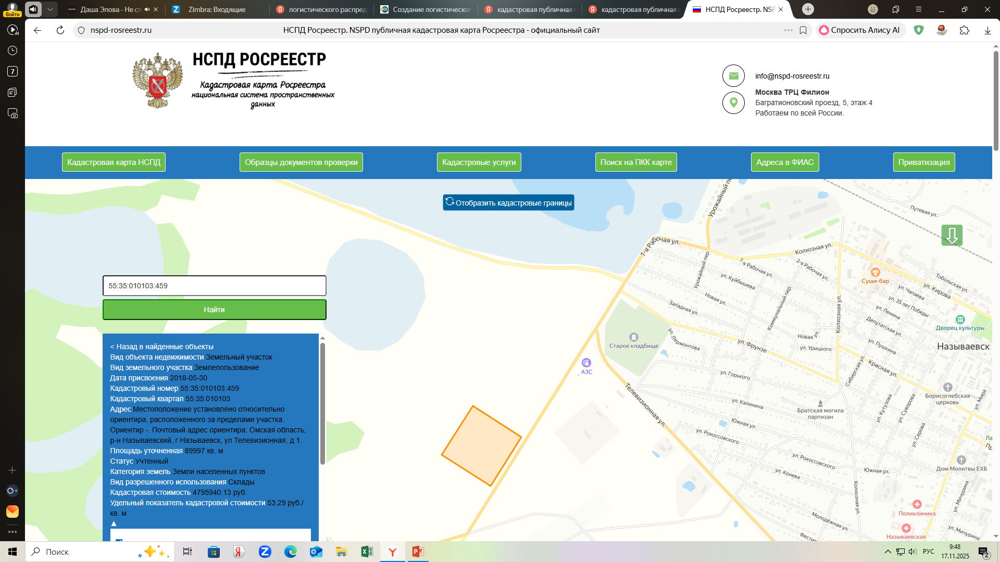 Даша Эпова - Не сп
Zimbra: Входящие
логистического распред
Создание логистическог
кадастровая публичная к
кадастровая публичная к
НСПД Росреестр. NSP
Войти
nspd-rosreestr.ru
НСПД Росреестр. NSPD публичная кадастровая карта Росреестра - официальный сайт
Спросить Алису AI
7
НСПД РОСРЕЕСТР
Кадастровая карта Росреестра
национальная система пространственных
данных
info@nspd-rosreestr.ru
Москва ТРЦ Филион
Багратионовский проезд, 5, этаж 4
Работаем по всей России.
Кадастровая карта НСПД
Образцы документов проверки
Кадастровые услуги
Поиск на ПКК карте
Адреса в ФИАС
Приватизация
Отобразить кадастровые границы
55:35:010103:459
Найти
< Назад в найденные объекты
Вид объекта недвижимости Земельный участок
Вид земельного участка Землепользование
Дата присвоения 2018-05-30
Кадастровый номер 55:35:010103:459
Кадастровый квартал 55:35:010103
Адрес Местоположение установлено относительно
ориентира, расположенного за пределами участка.
Ориентир -. Почтовый адрес ориентира: Омская область,
р-н Называевский, г Называевск, ул Телевизионная, д 1.
Площадь уточненная 89997 кв. м
Статус Учтенный
Категория земель Земли населенных пунктов
Вид разрешенного использования Склады
Кадастровая стоимость 4795940.13 руб.
Удельный показатель кадастровой стоимости 53.29 руб./
кв. м
▲
Урожайный пер.
Путевая ул.
1-я Рабочая ул.
Колхозная ул.
Урожайный пер.
1-я Рабочая ул.
2-я Рабочая ул.
Суши-бар
Тобольская ул.
ул. Куйбышева
ул. Чапаева
ул. Кирова
Новая ул.
Западная ул.
Коммунальный пер.
Колхозная ул.
ул. 35 лет Победы
ул. Ленина
Депутатская ул.
Дворец культуры
Старое кладбище
ул. Лермонтова
Новая ул.
ул. Фрунзе
ул. Урицкого
ул. Пушкина
Называевск
АЗС
Сибирская ул.
Красная ул.
ул. Горького
Телевизионная ул.
Борисоглебская
церковь
ул. Мира
ул. Калинина
Братская могила
партизан
ул. Кутузова
ул. Суворова
Южная ул.
ул. Рокоссовского
ул. Серова
Ла
Пр
ул. Рокоссовского
Дом Молитвы ЕХБ
Южная ул.
ул. Конева
Колхозная ул.
ул. Мичурина
Поликлиника
Молодёжная ул.
Называевская
ул. Мичурина
Фести
Поиск
РУС
9:48
17.11.2025
2